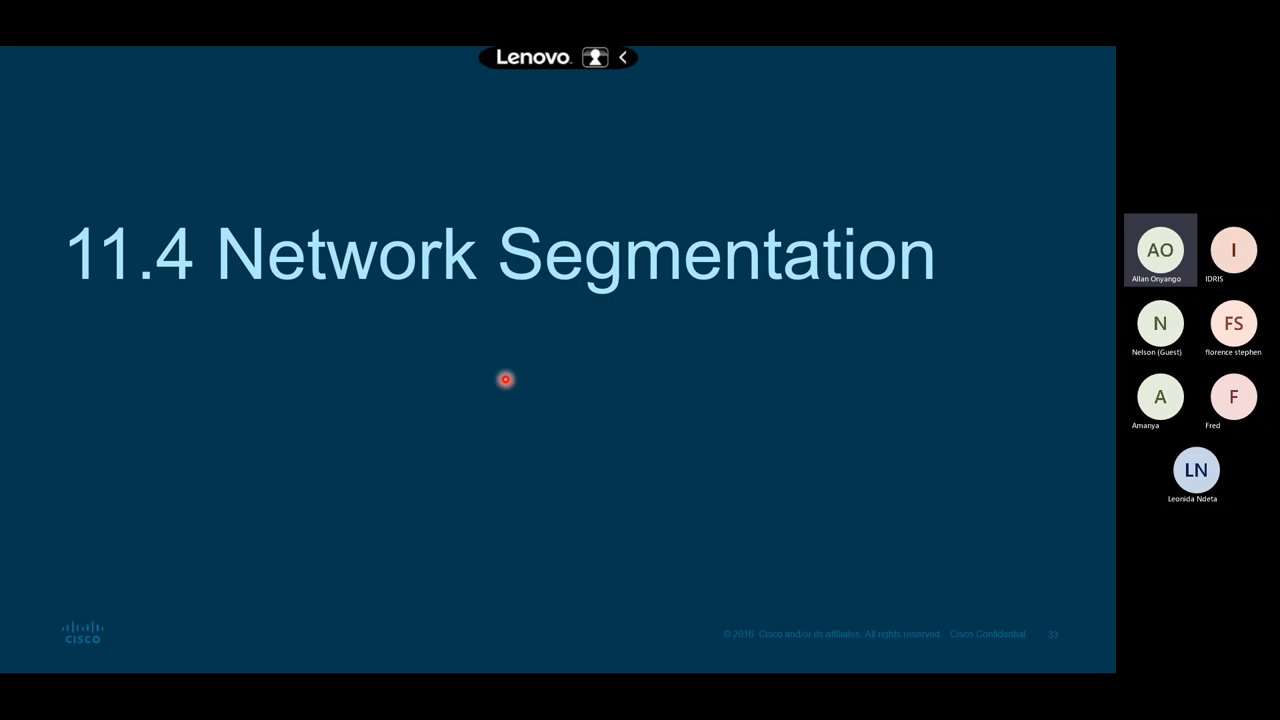 Lenovo
11.4 Network Segmentation
AO
Allan Onyango
I
IDRIS
N
Nelson (Guest)
FS
florence stephen
A
Amanya
F
Fred
LN
Leonida Ndeta
CISCO
© 2016 Cisco and/or its affiliates. All rights reserved. Cisco Confidential
33